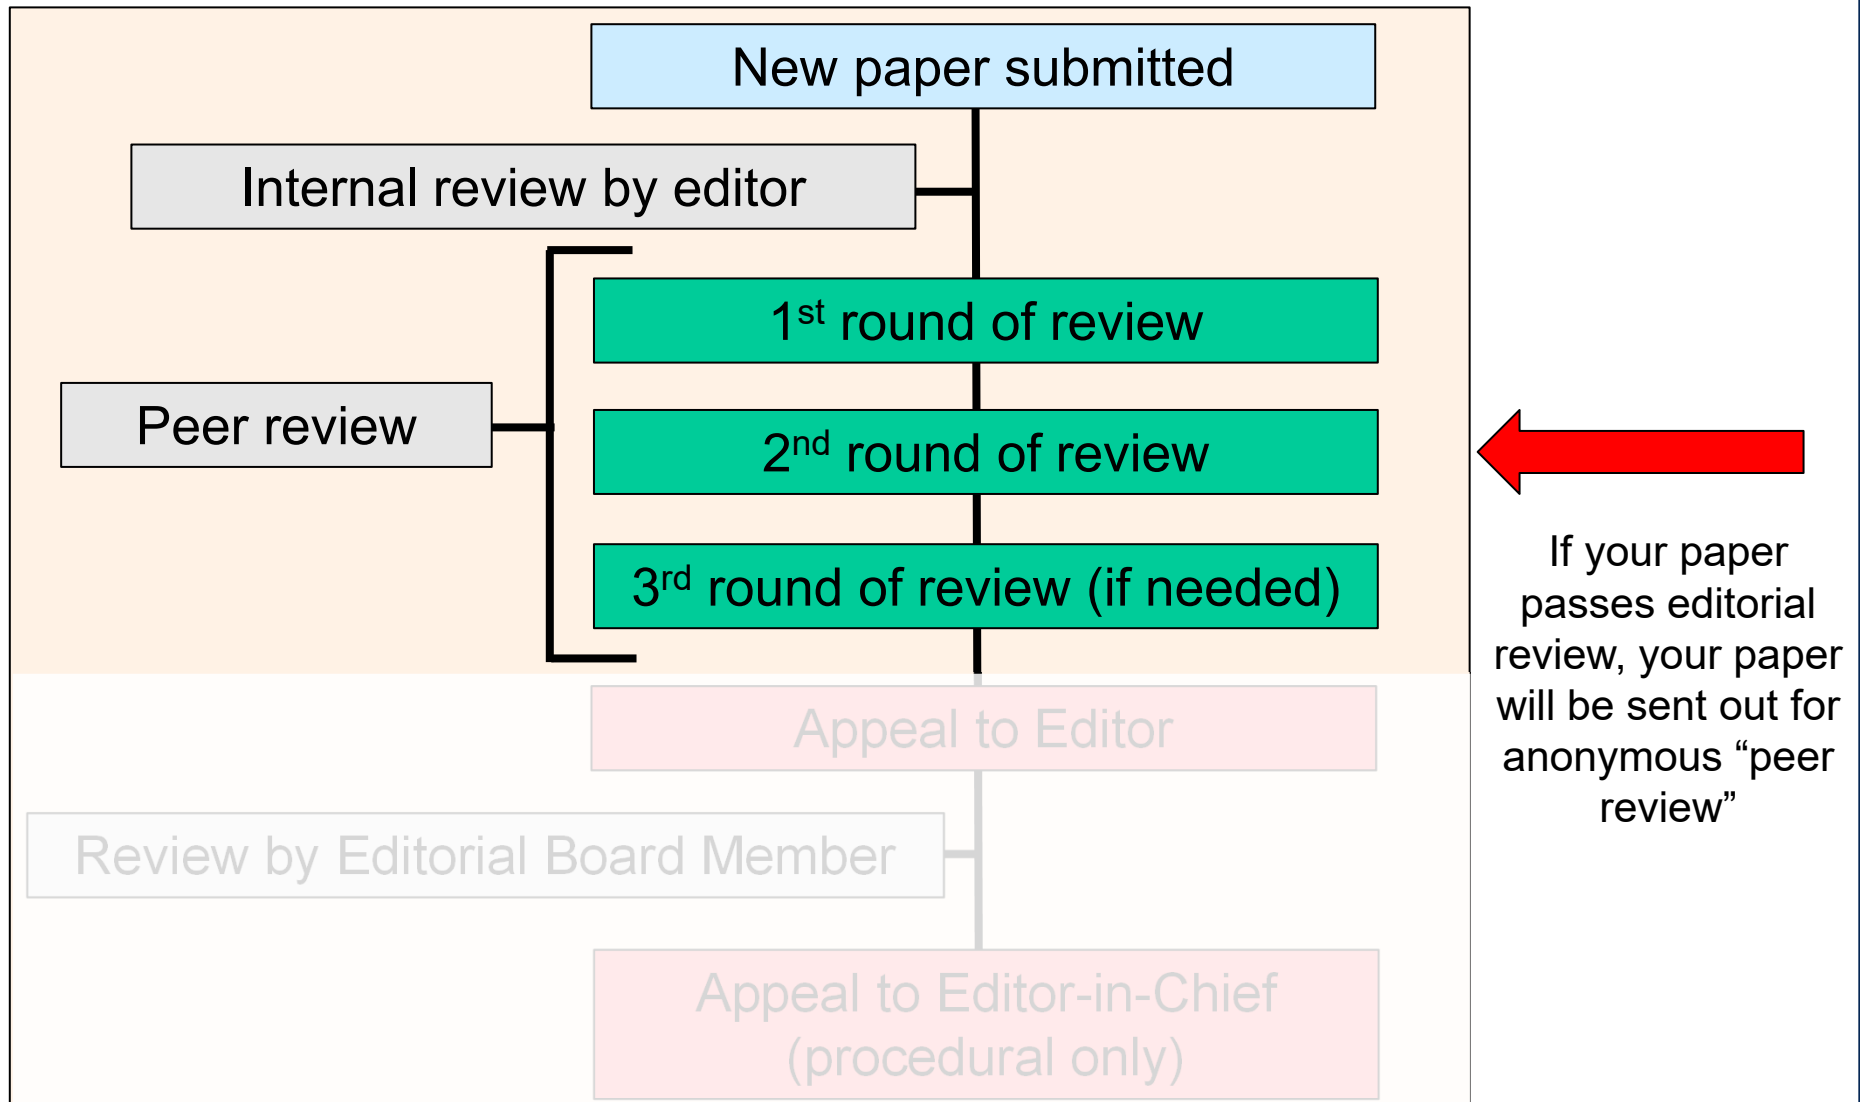 New paper submitted
Internal review by editor
1st round of review
Peer review
2nd round of review
3rd round of review (if needed)
If your paper
passes editorial
review, your paper
will be sent out for
anonymous “peer
review”
Appeal to Editor
Review by Editorial Board Member
Appeal to Editor-in-Chief
(procedural only)